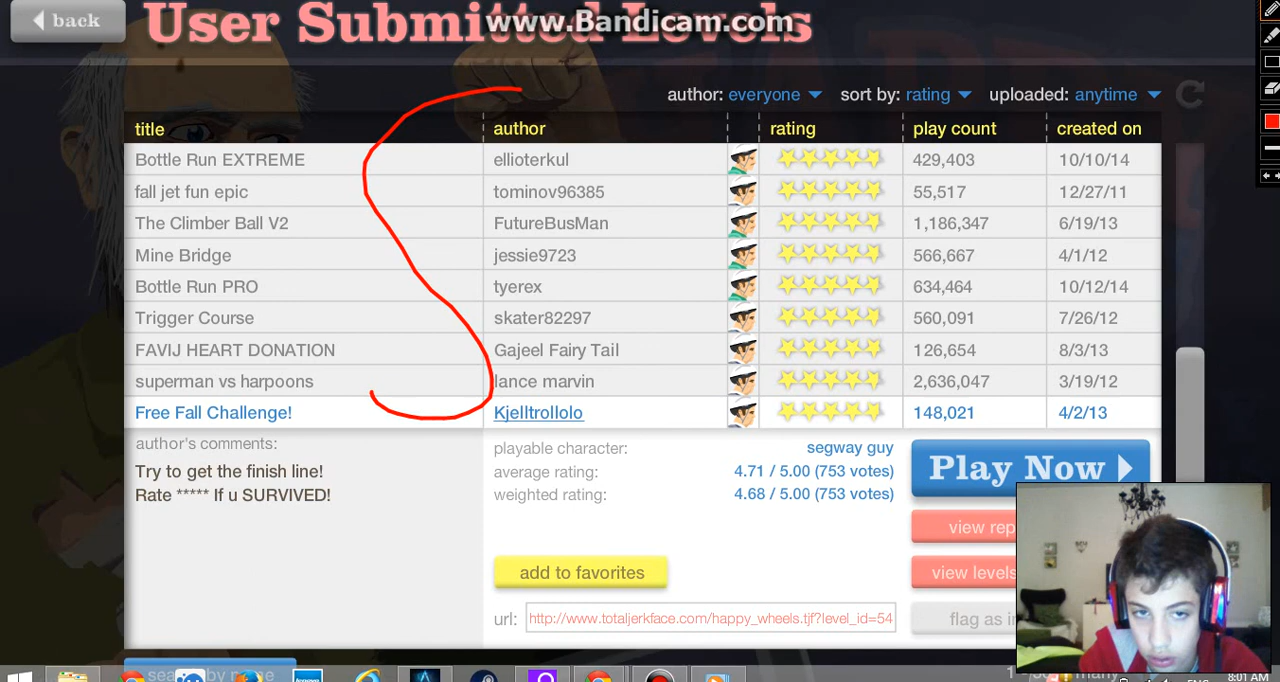 back
User Submitted Levels
www.Bandicam.com
author: everyone sort by: rating uploaded: anytime
title author rating play count created on
Bottle Run EXTREME ellioterkul 429,403 10/10/14
fall jet fun epic tominov96385 55,517 12/27/11
The Climber Ball V2 FutureBusMan 1,186,347 6/19/13
Mine Bridge jessie9723 566,667 4/1/12
Bottle Run PRO tyerex 634,464 10/12/14
Trigger Course skater82297 560,091 7/26/12
FAVIJ HEART DONATION Gajeel Fairy Tail 126,654 8/3/13
superman vs harpoons lance marvin 2,636,047 3/19/12
Free Fall Challenge! Kjelltrollolo 148,021 4/2/13
author's comments:
Try to get the finish line!
Rate ***** If u SURVIVED!
playable character: segway guy
average rating: 4.71 / 5.00 (753 votes)
weighted rating: 4.68 / 5.00 (753 votes)
Play Now
view rep
view levels
add to favorites
url: http://www.totaljerkface.com/happy_wheels.tjf?level_id=54
flag as in
8:01 AM